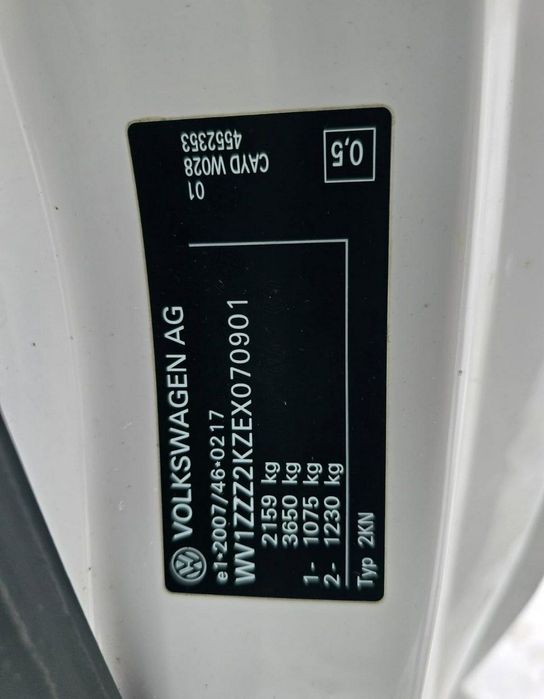 VOLKSWAGEN AG
e1*2007/46*0217
WV1ZZZ2KZEX070901
2159 kg
3650 kg
1- 1075 kg
2- 1230 kg
Typ 2KN
01
CAYD W028
4552353
0,5